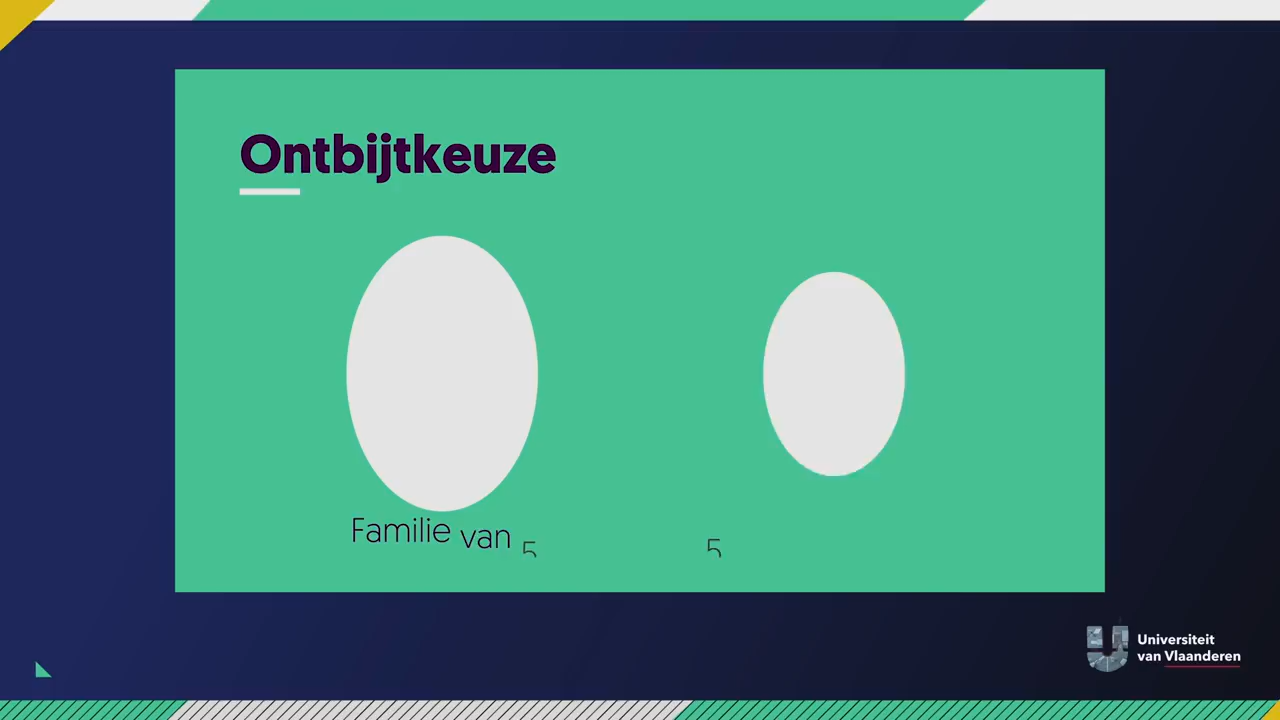 Ontbijtkeuze
Familie van 5
5
Universiteit
van Vlaanderen